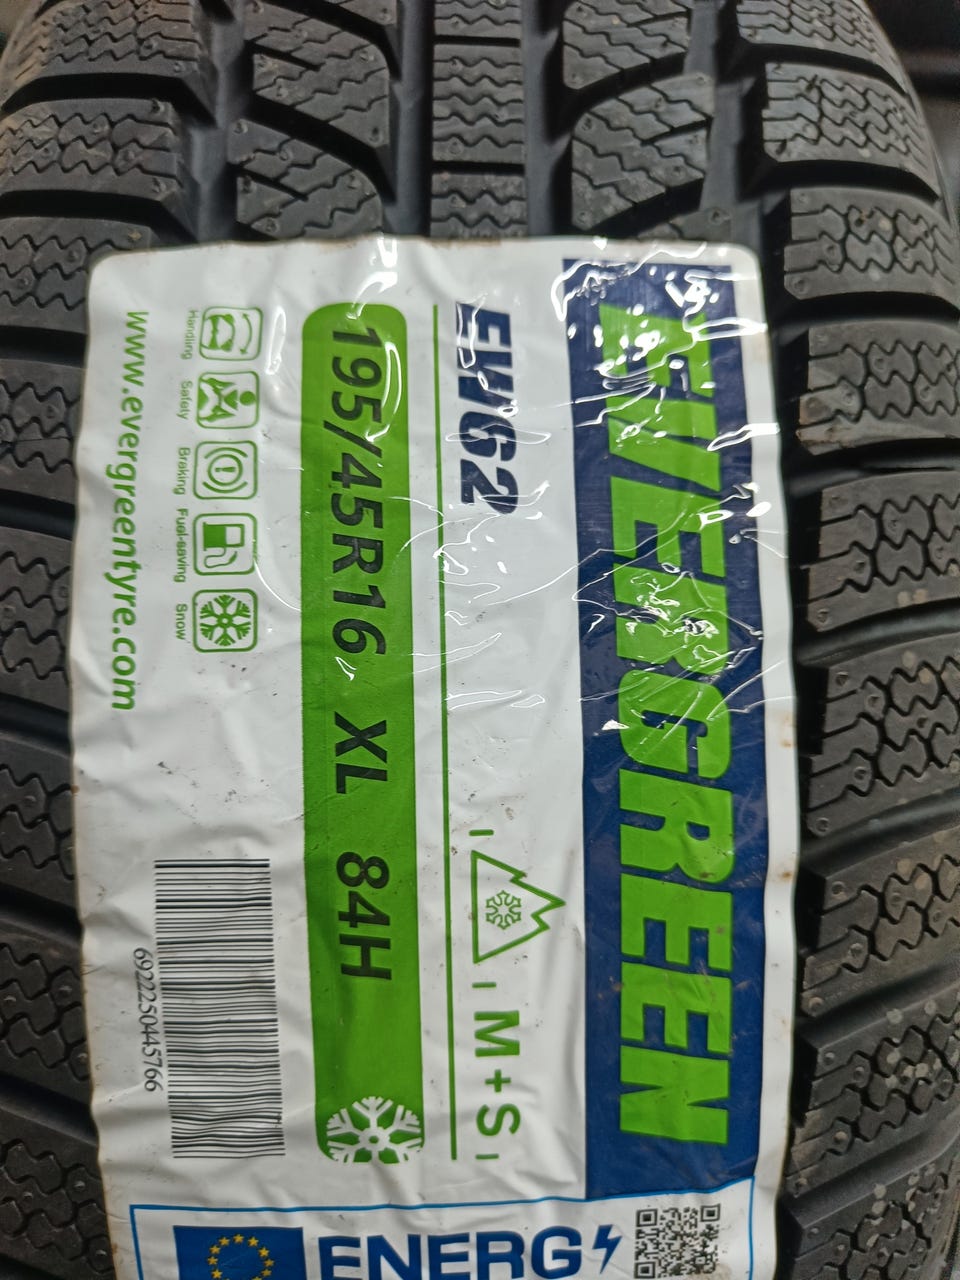 EVERGREEN
EW62
M+S
195/45R16 XL 84H
Handling
Safety
Braking
Fuel-saving
Snow
www.evergreentyre.com
6922250445766
ENERG